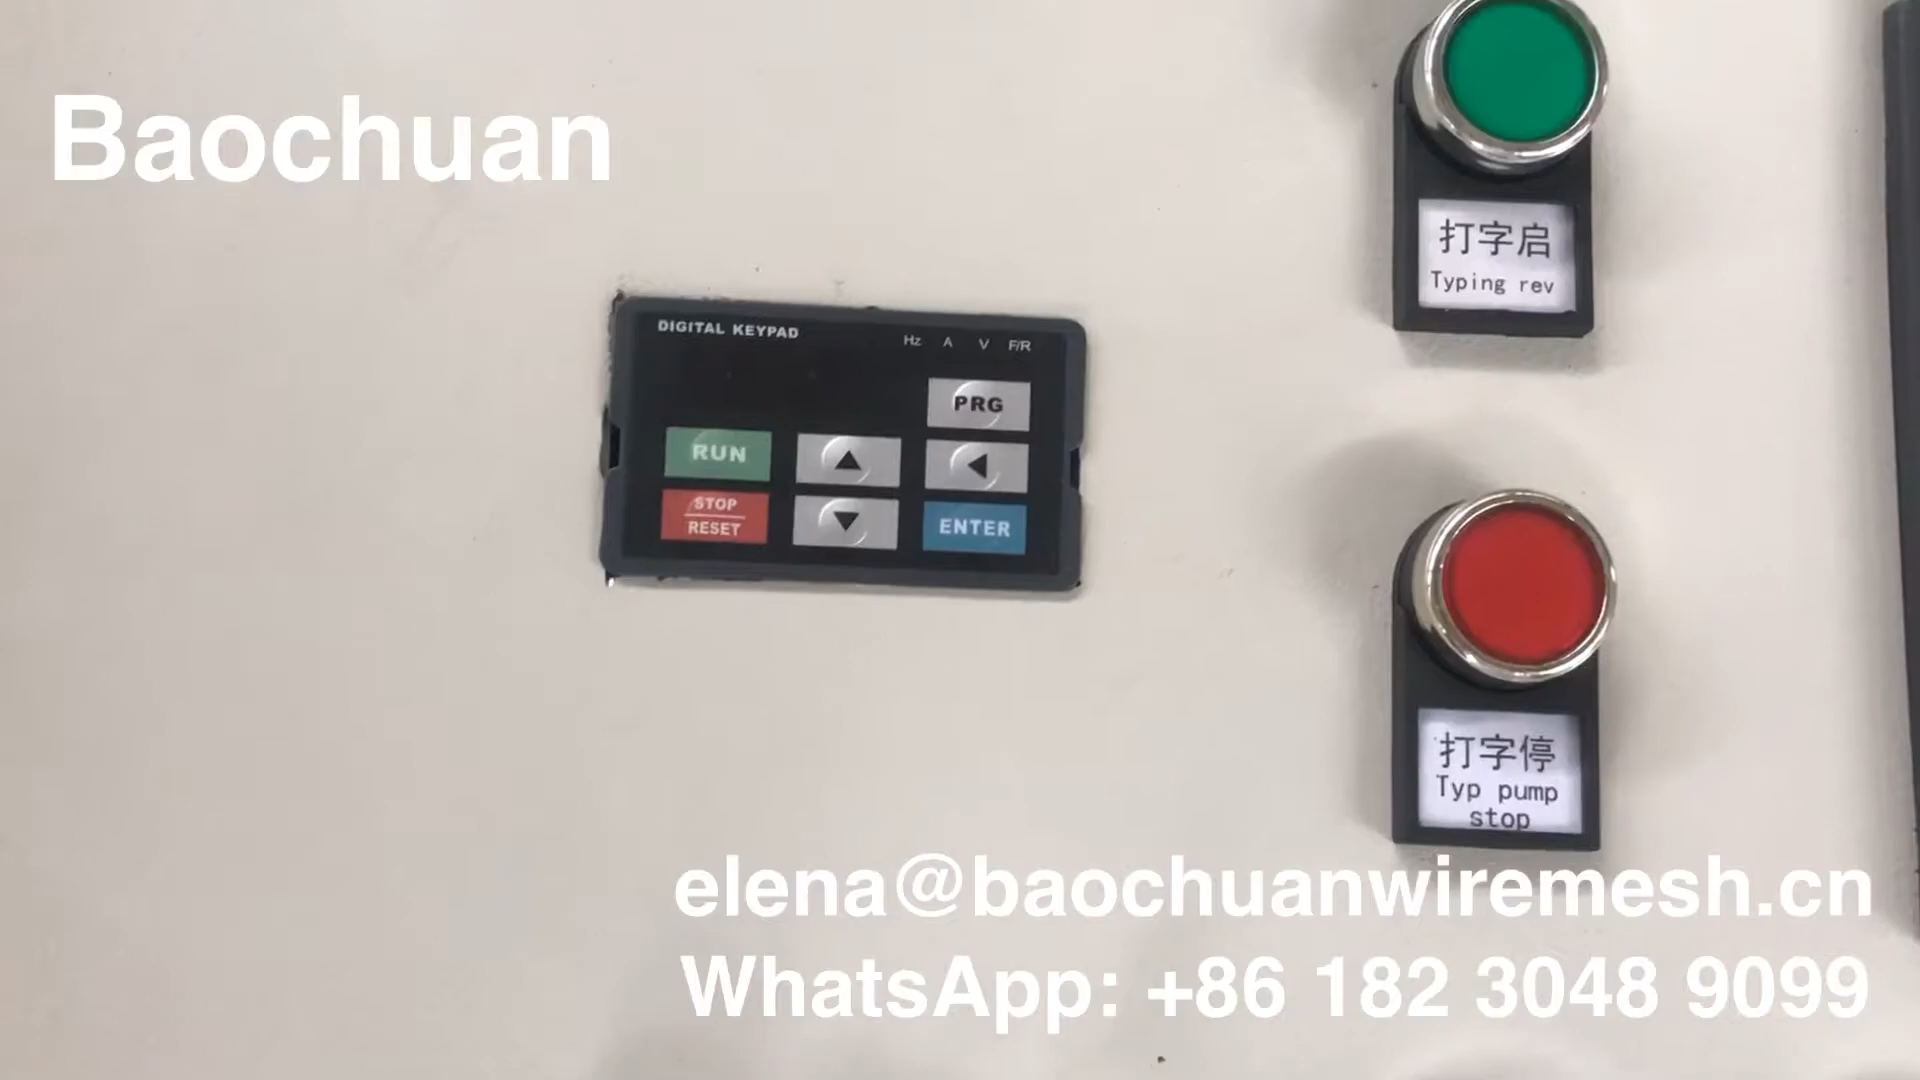 Baochuan
打字启
Typing rev
DIGITAL KEYPAD
Hz A V F/R
PRG
RUN
STOP
RESET
ENTER
打字停
Typ pump
stop
elena@baochuanwiremesh.cn
WhatsApp: +86 182 3048 9099